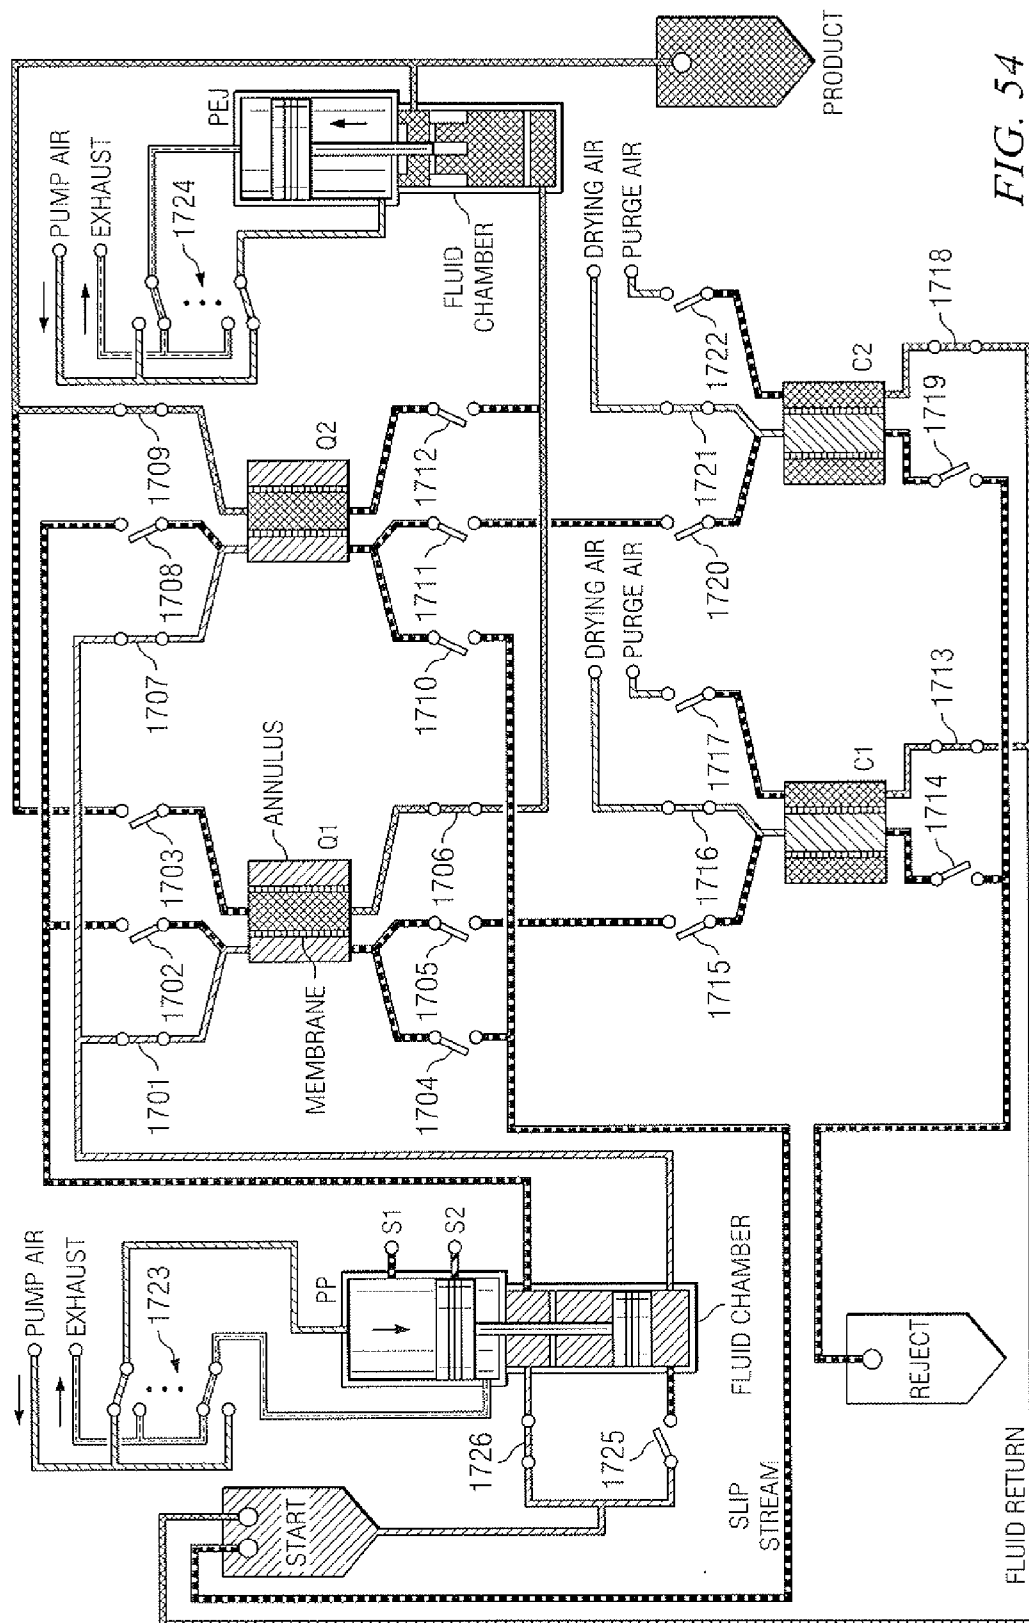 PUMP AIR
EXHAUST
1723
START
PP
S1
S2
FLUID CHAMBER
1726
1725
SLIP
STREAM
REJECT
FLUID RETURN
1701
1702
1703
ANNULUS
MEMBRANE
Q1
1704
1705
1706
1707
1708
1709
Q2
1710
1711
1712
PUMP AIR
EXHAUST
1724
PEJ
FLUID
CHAMBER
PRODUCT
DRYING AIR
PURGE AIR
1715
1716
1717
C1
1714
1713
DRYING AIR
PURGE AIR
1720
1721
1722
C2
1719
1718
FIG. 54